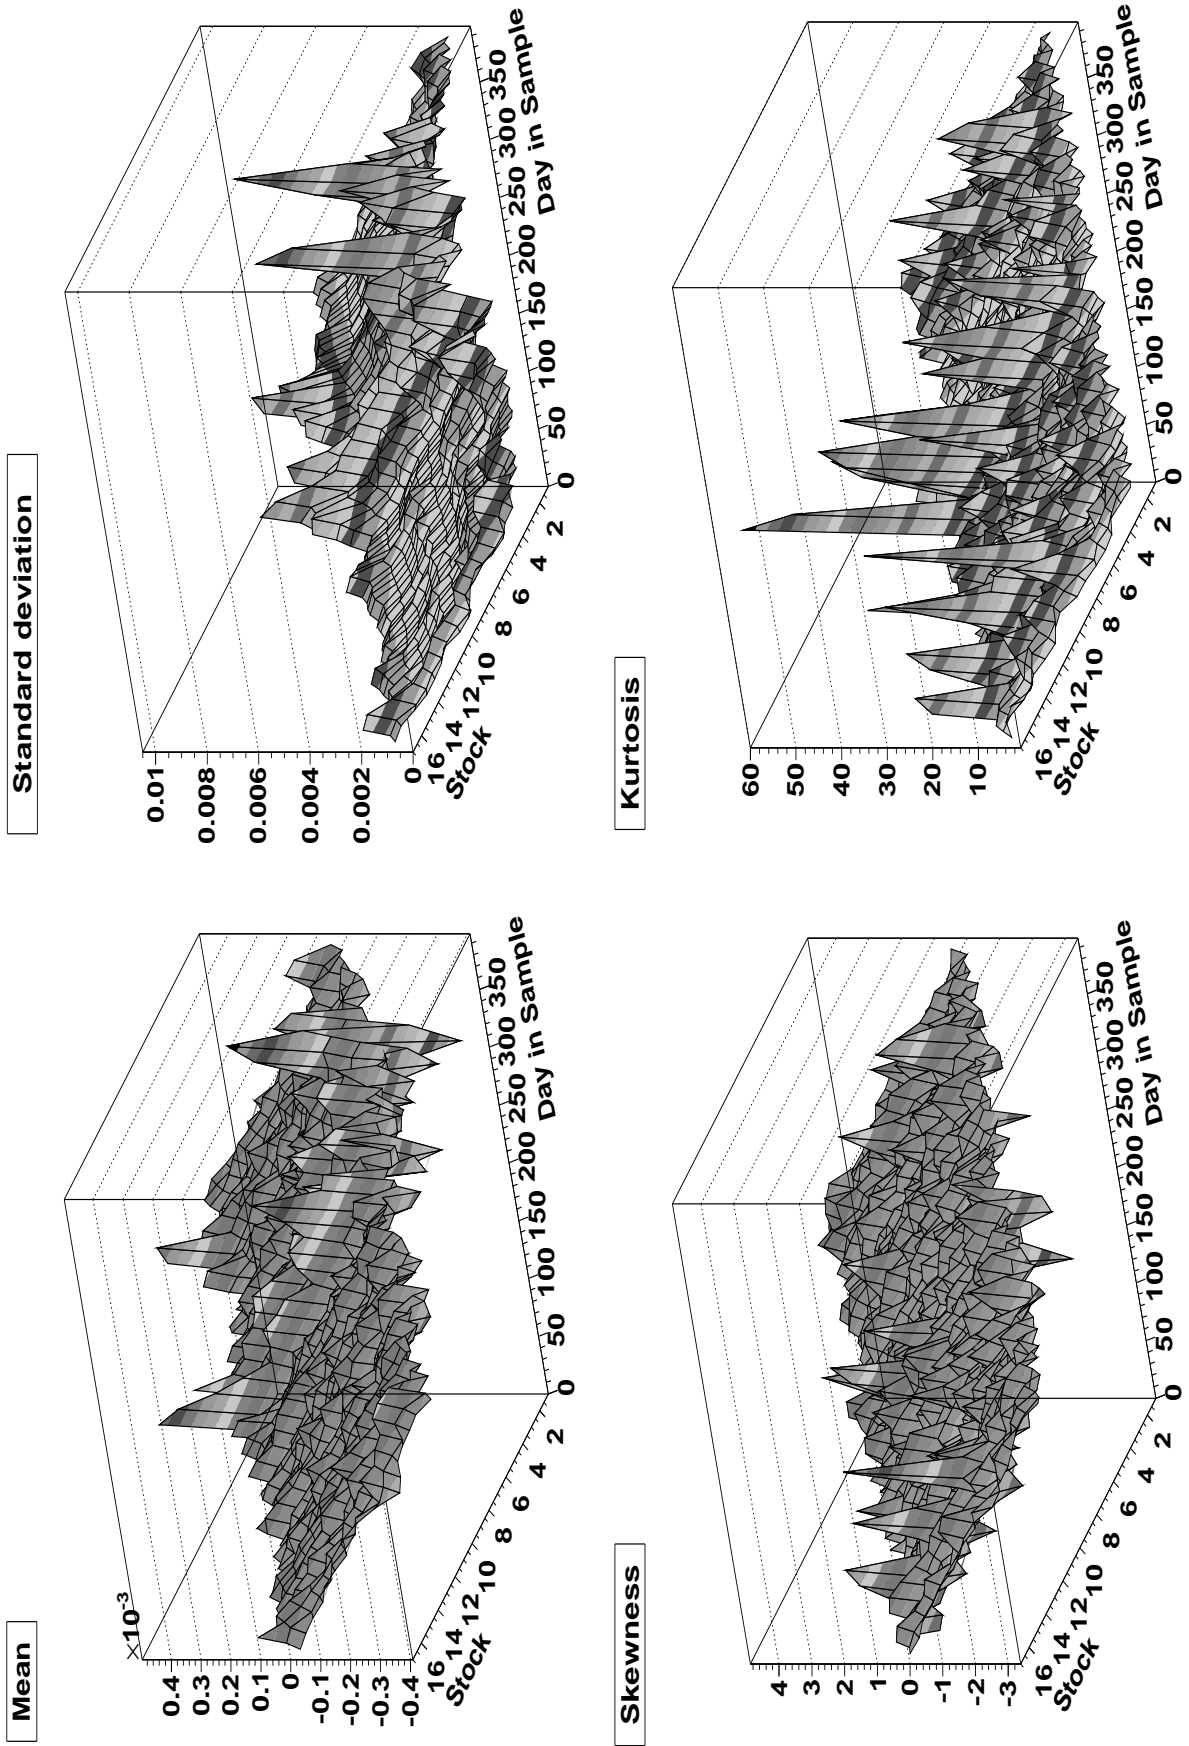 Mean
×10-3
0.4
0.3
0.2
0.1
0
-0.1
-0.2
-0.3
-0.4
16 14 12 10 8 6 4 2
Stock
0 50 100 150 200 250 300 350
Day in Sample
Standard deviation
0.01
0.008
0.006
0.004
0.002
0
16 14 12 10 8 6 4 2
Stock
0 50 100 150 200 250 300 350
Day in Sample
Skewness
4
3
2
1
0
-1
-2
-3
16 14 12 10 8 6 4 2
Stock
0 50 100 150 200 250 300 350
Day in Sample
Kurtosis
60
50
40
30
20
10
16 14 12 10 8 6 4 2
Stock
0 50 100 150 200 250 300 350
Day in Sample